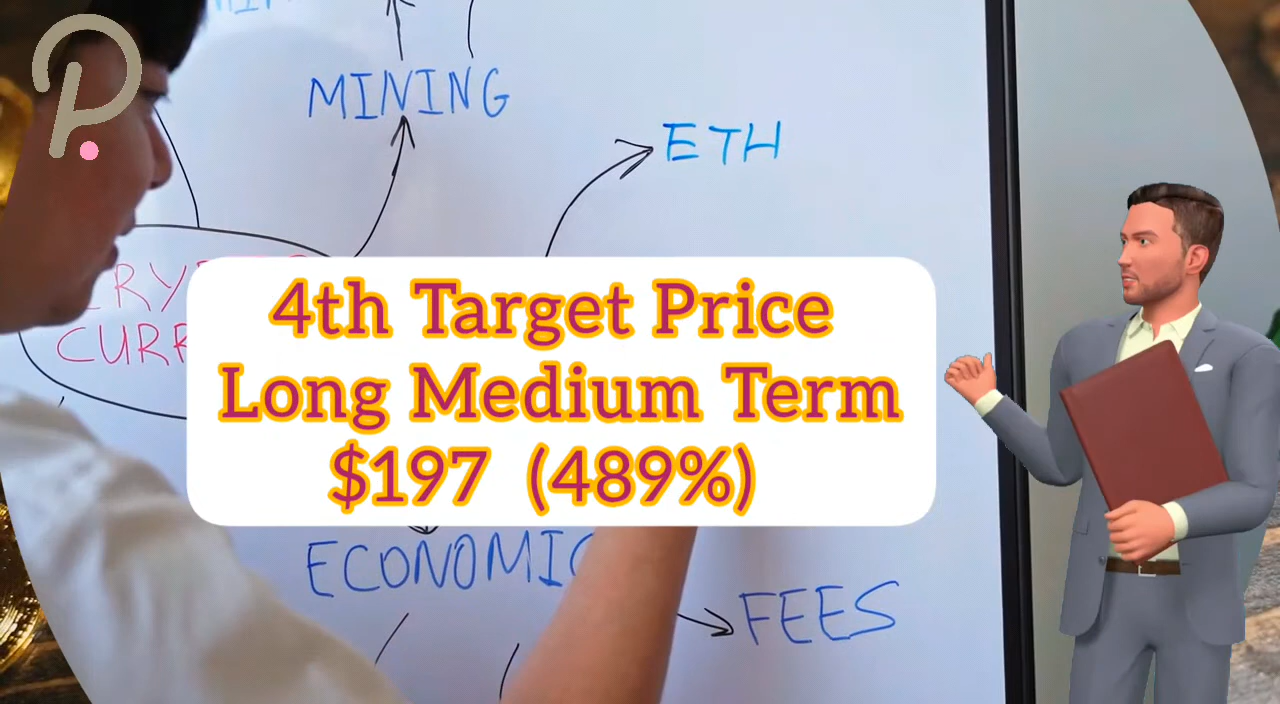 MINING
ETH
4th Target Price
Long Medium Term
$197 (489%)
FEES